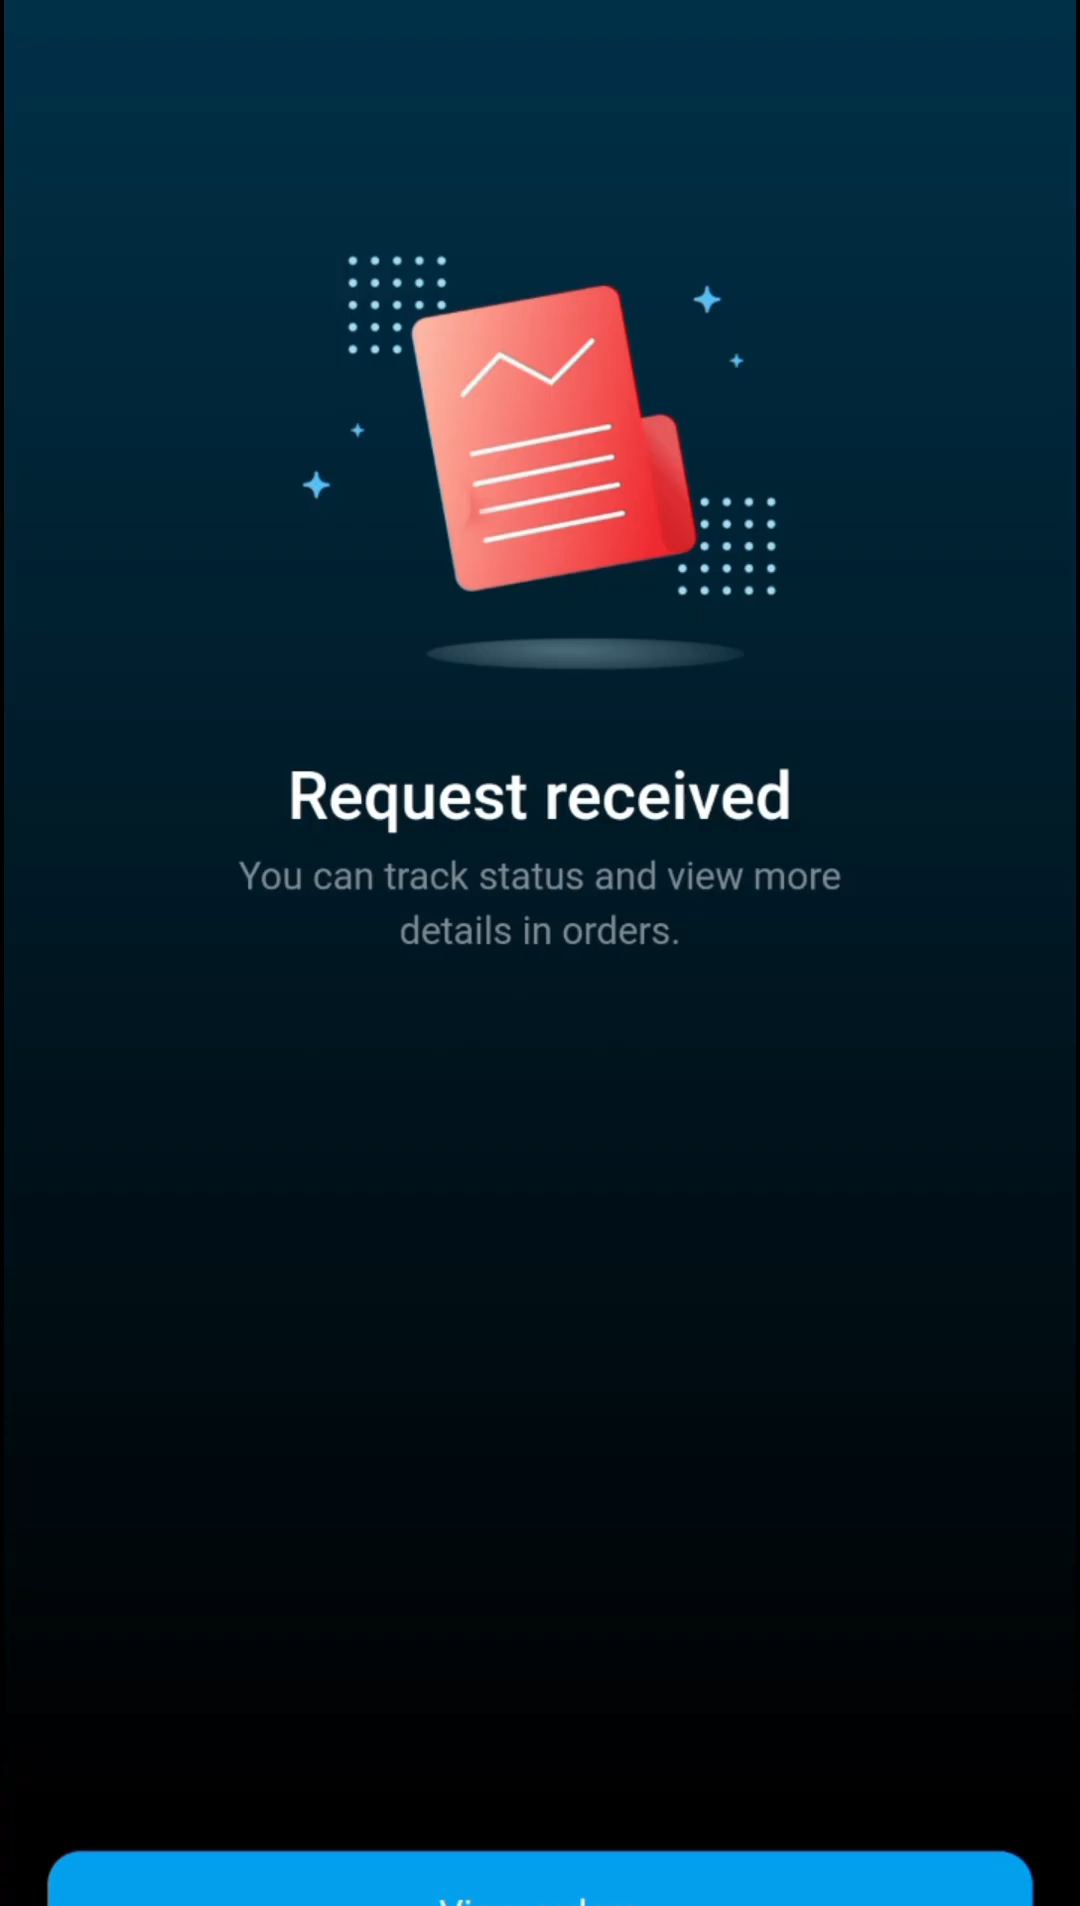 Request received
You can track status and view more
details in orders.